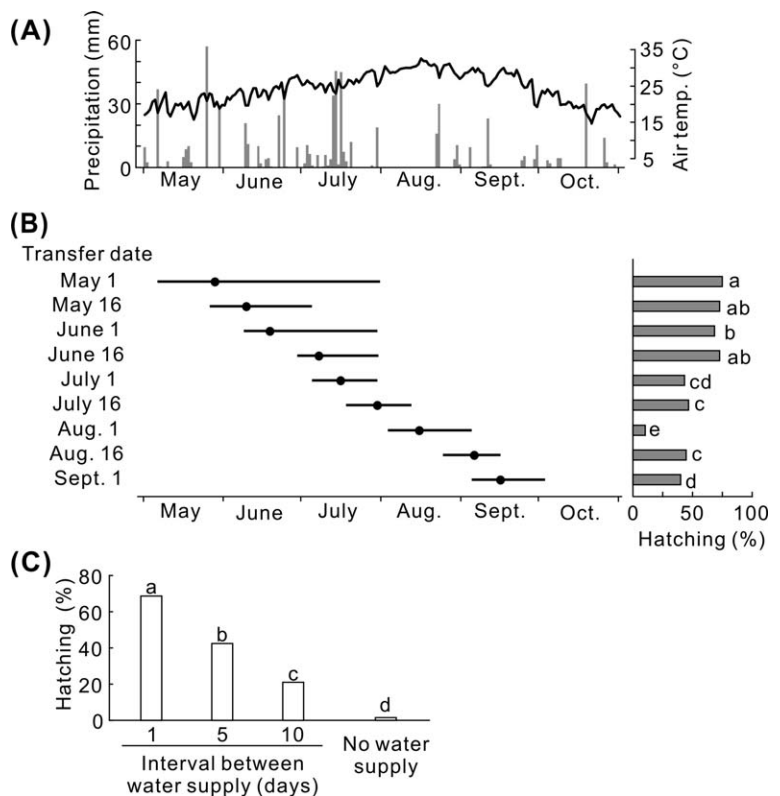 (A)
Precipitation (mm)
60
30
0
35
25
15
5
Air temp. (°C)
May June July Aug. Sept. Oct.
(B)
Transfer date
May 1
May 16
June 1
June 16
July 1
July 16
Aug. 1
Aug. 16
Sept. 1
May June July Aug. Sept. Oct.
a
ab
b
ab
cd
c
e
c
d
0 50 100
Hatching (%)
(C)
Hatching (%)
80
60
40
20
0
a
b
c
d
1 5 10
Interval between
water supply (days)
No water
supply